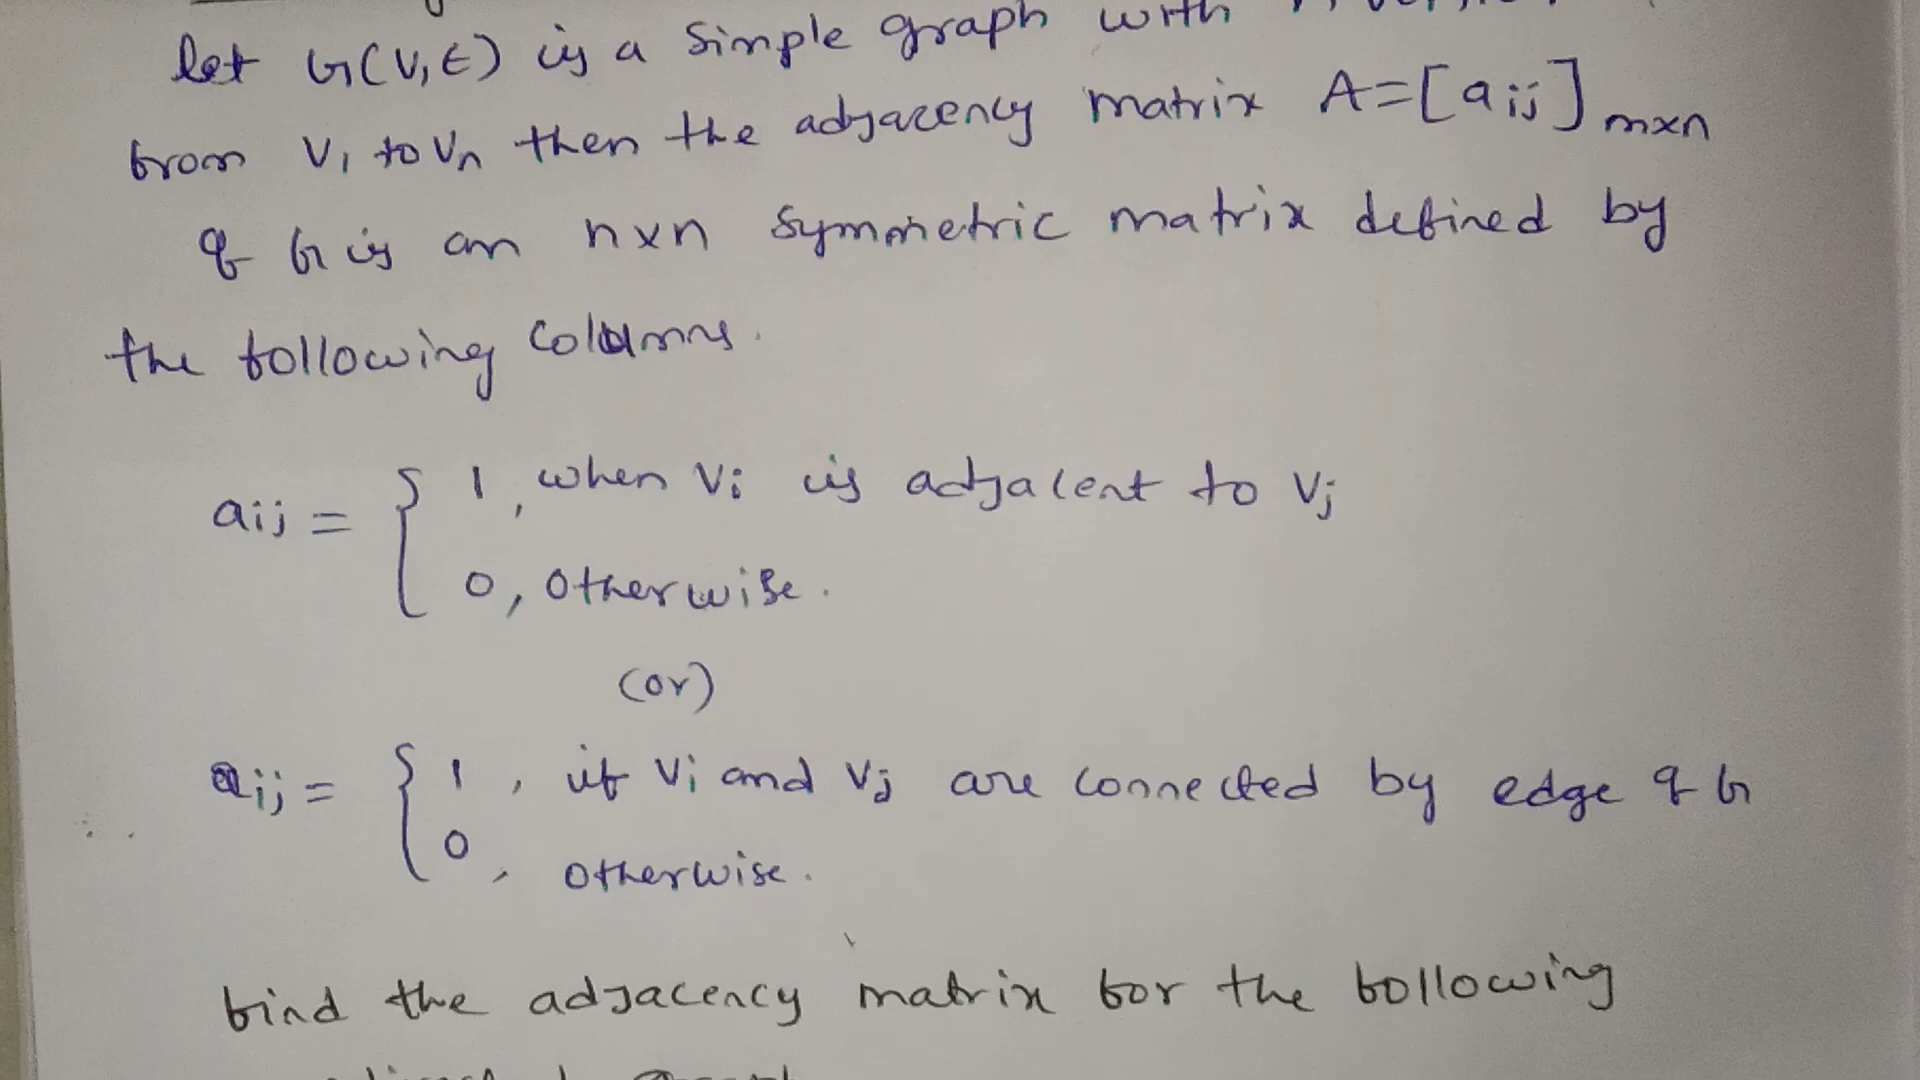 let G(V,E) is a simple graph with
from V1 to Vn then the adjacency matrix A=[aij]mxn
of G is an nxn symmetric matrix defined by
the following columns.
aij = { 1, when Vi is adjacent to Vj
0, otherwise.
(or)
aij = { 1, if Vi and Vj are connected by edge of G
0, otherwise.
find the adjacency matrix for the following